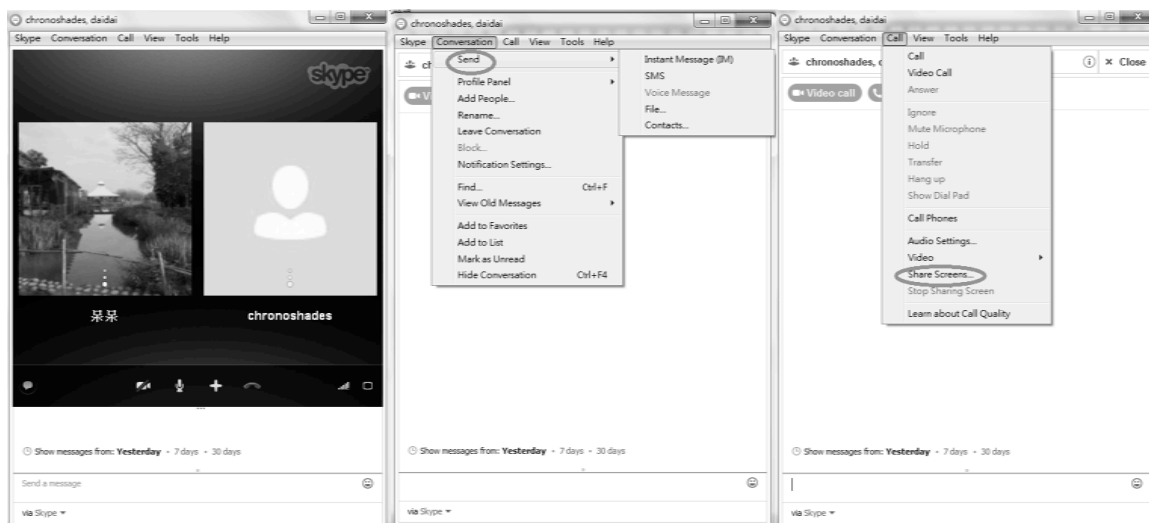 chronoshades, daidai
Skype Conversation Call View Tools Help
skype
呆呆 chronoshades
Show messages from: Yesterday - 7 days - 30 days
Send a message
via Skype
chronoshades, daidai
Skype Conversation Call View Tools Help
ch
Vi
Send
Profile Panel
Add People...
Rename...
Leave Conversation
Block...
Notification Settings...
Find... Ctrl+F
View Old Messages
Add to Favorites
Add to List
Mark as Unread
Hide Conversation Ctrl+F4
Instant Message (IM)
SMS
Voice Message
File...
Contacts...
Show messages from: Yesterday - 7 days - 30 days
via Skype
chronoshades, daidai
Skype Conversation Call View Tools Help
chronoshades, Close
Video call
Call
Video Call
Answer
Ignore
Mute Microphone
Hold
Transfer
Hang up
Show Dial Pad
Call Phones
Audio Settings...
Video
Share Screens...
Stop Sharing Screen
Learn about Call Quality
Show messages from: Yesterday - 7 days - 30 days
via Skype